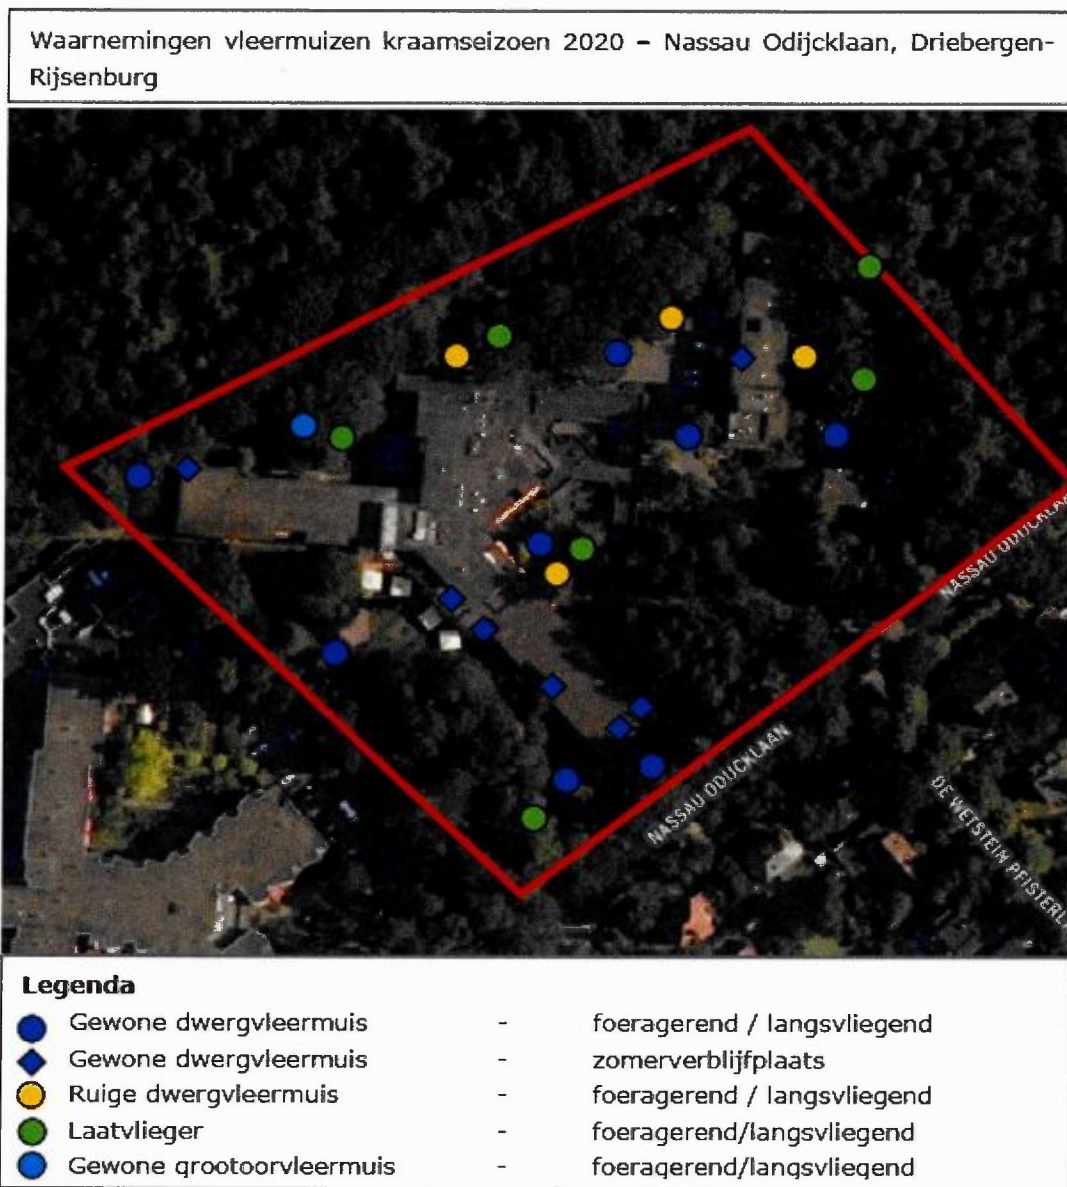 Waarnemingen vleermuizen kraamseizoen 2020 – Nassau Odijcklaan, Driebergen-
Rijsenburg
NASSAU ODIJCKLAAN
NASSAU ODIJCKLAAN
DE WETSTEIN PFISTERL
Legenda
Gewone dwergvleermuis - foeragerend / langsvliegend
Gewone dwergvleermuis - zomerverblijfplaats
Ruige dwergvleermuis - foeragerend / langsvliegend
Laatvlieger - foeragerend/langsvliegend
Gewone grootoorvleermuis - foeragerend/langsvliegend